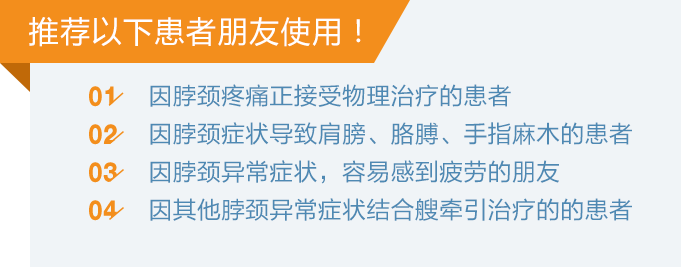 推荐以下患者朋友使用！
01 因脖颈疼痛正接受物理治疗的患者
02 因脖颈症状导致肩膀、胳膊、手指麻木的患者
03 因脖颈异常症状，容易感到疲劳的朋友
04 因其他脖颈异常症状结合艘牵引治疗的的患者